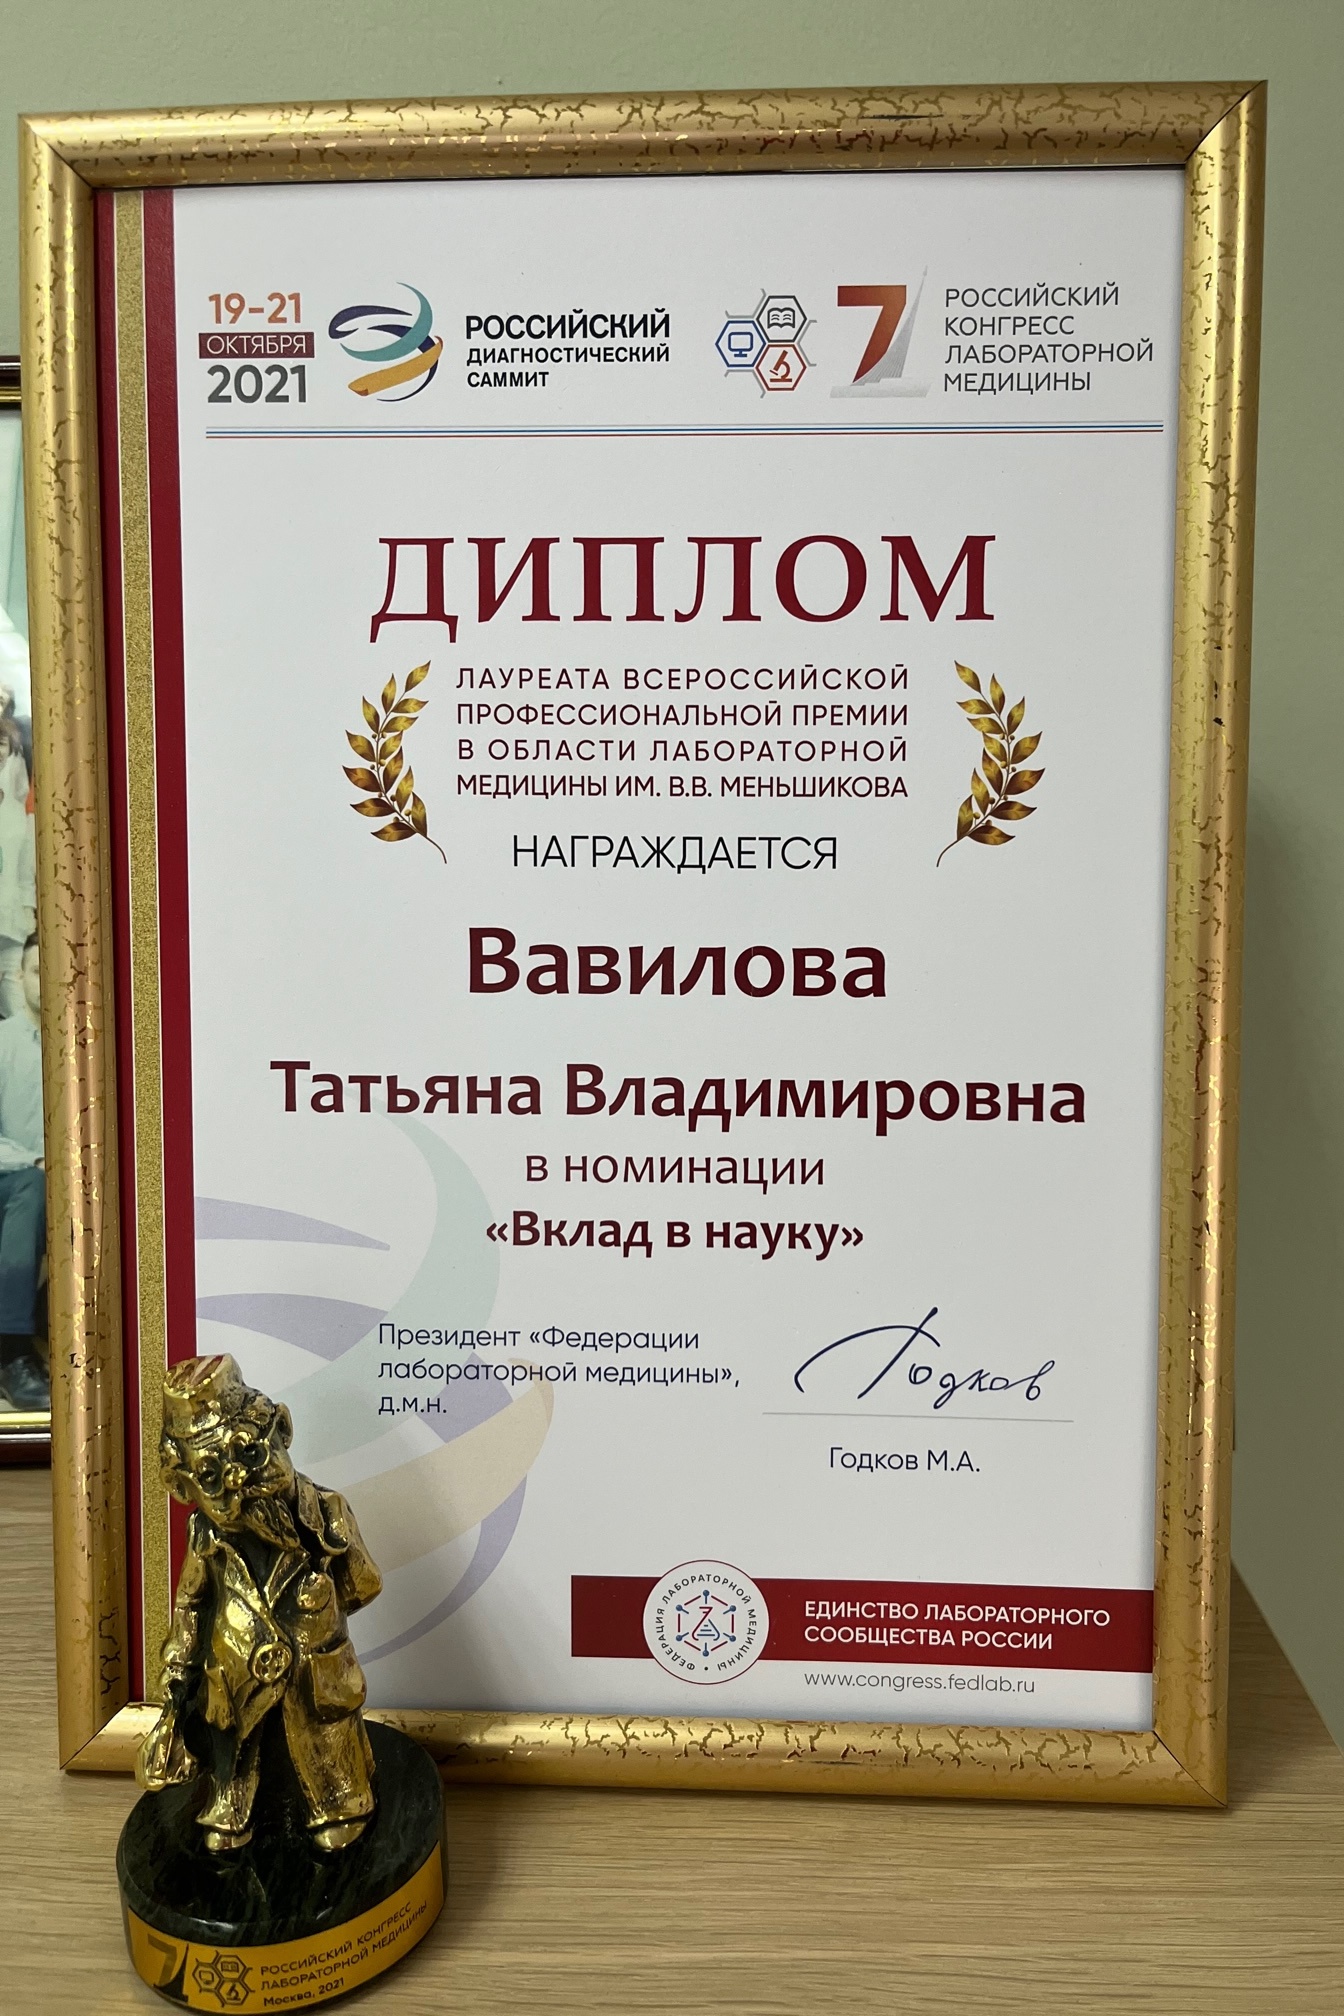 19-21
ОКТЯБРЯ
2021
РОССИЙСКИЙ
ДИАГНОСТИЧЕСКИЙ
САММИТ
7
РОССИЙСКИЙ
КОНГРЕСС
ЛАБОРАТОРНОЙ
МЕДИЦИНЫ
ДИПЛОМ
ЛАУРЕАТА ВСЕРОССИЙСКОЙ
ПРОФЕССИОНАЛЬНОЙ ПРЕМИИ
В ОБЛАСТИ ЛАБОРАТОРНОЙ
МЕДИЦИНЫ ИМ. В.В. МЕНЬШИКОВА
НАГРАЖДАЕТСЯ
Вавилова
Татьяна Владимировна
в номинации
«Вклад в науку»
Президент «Федерации
лабораторной медицины»,
д.м.н.
Годков
Годков М.А.
ФЕДЕРАЦИЯ ЛАБОРАТОРНОЙ МЕДИЦИНЫ
ЕДИНСТВО ЛАБОРАТОРНОГО
СООБЩЕСТВА РОССИИ
www.congress.fedlab.ru
7
РОССИЙСКИЙ КОНГРЕСС
ЛАБОРАТОРНОЙ МЕДИЦИНЫ
Москва, 2021